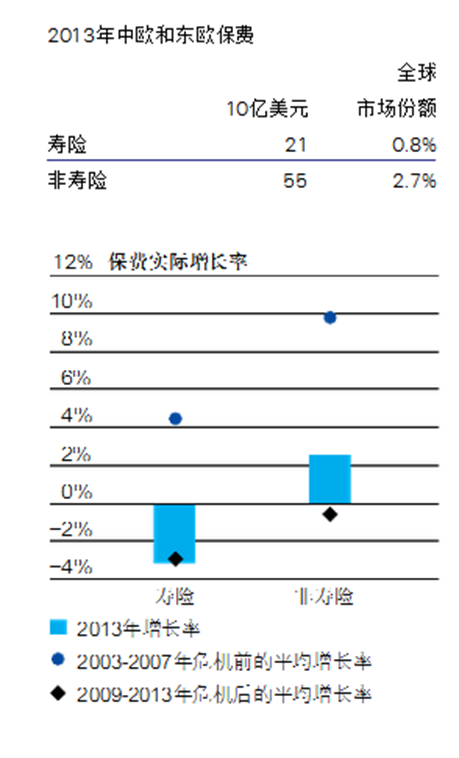 2013年中欧和东欧保费
全球
10亿美元 市场份额
寿险 21 0.8%
非寿险 55 2.7%
12% 保费实际增长率
10%
8%
6%
4%
2%
0%
-2%
-4%
寿险 非寿险
2013年增长率
2003-2007年危机前的平均增长率
2009-2013年危机后的平均增长率